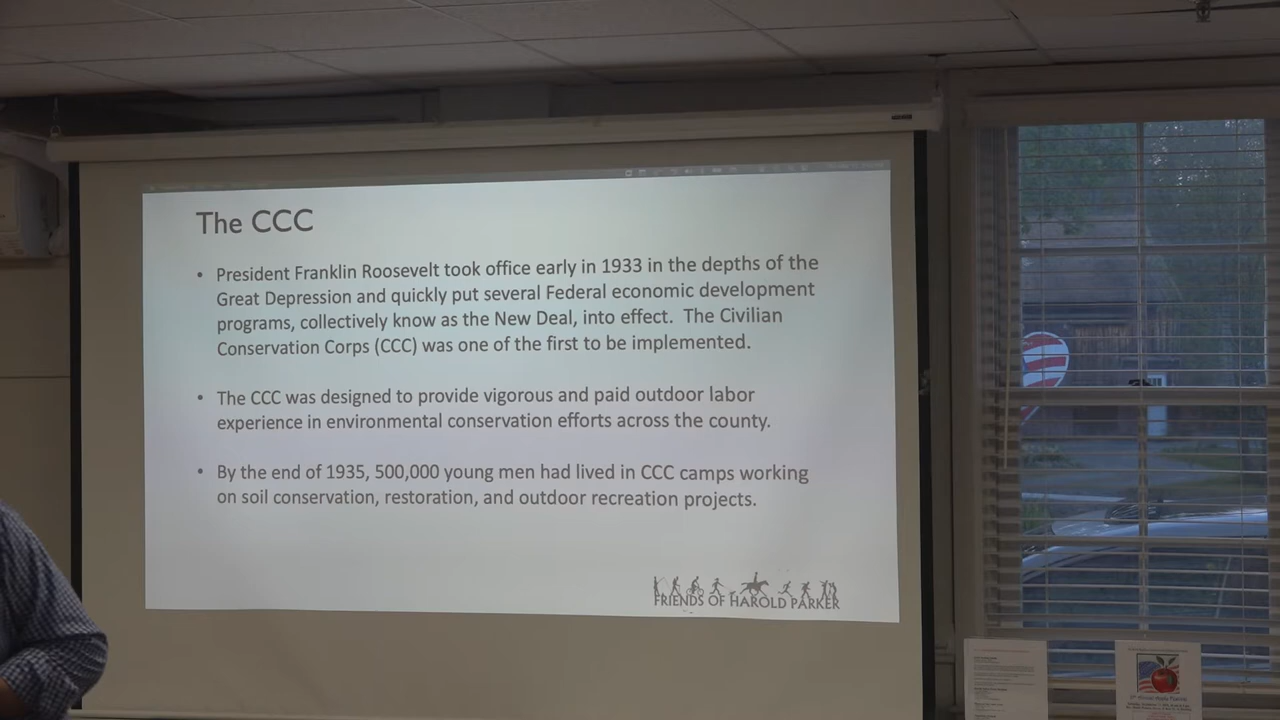 The CCC
• President Franklin Roosevelt took office early in 1933 in the depths of the
Great Depression and quickly put several Federal economic development
programs, collectively know as the New Deal, into effect. The Civilian
Conservation Corps (CCC) was one of the first to be implemented.
• The CCC was designed to provide vigorous and paid outdoor labor
experience in environmental conservation efforts across the county.
• By the end of 1935, 500,000 young men had lived in CCC camps working
on soil conservation, restoration, and outdoor recreation projects.
FRIENDS OF HAROLD PARKER